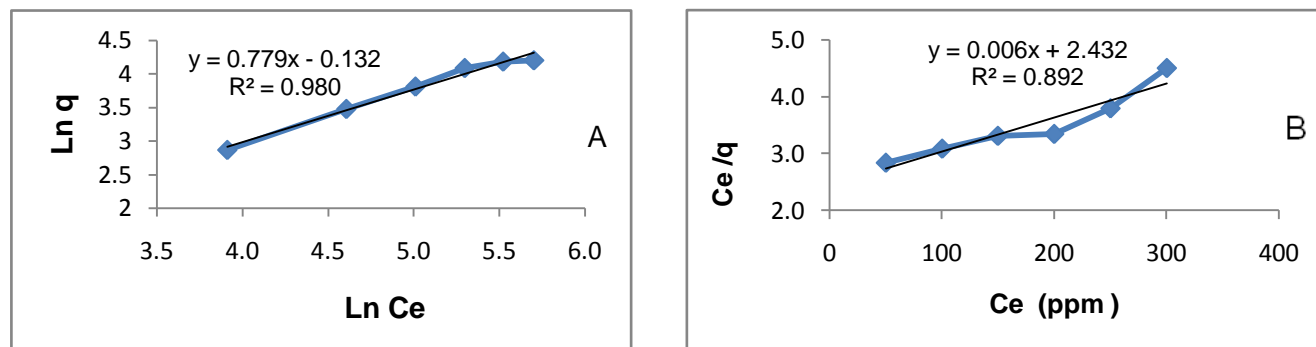 4.5
4
3.5
3
2.5
2
Ln q
y = 0.779x - 0.132
R² = 0.980
A
3.5 4.0 4.5 5.0 5.5 6.0
Ln Ce
5.0
4.0
3.0
2.0
Ce /q
y = 0.006x + 2.432
R² = 0.892
B
0 100 200 300 400
Ce (ppm )